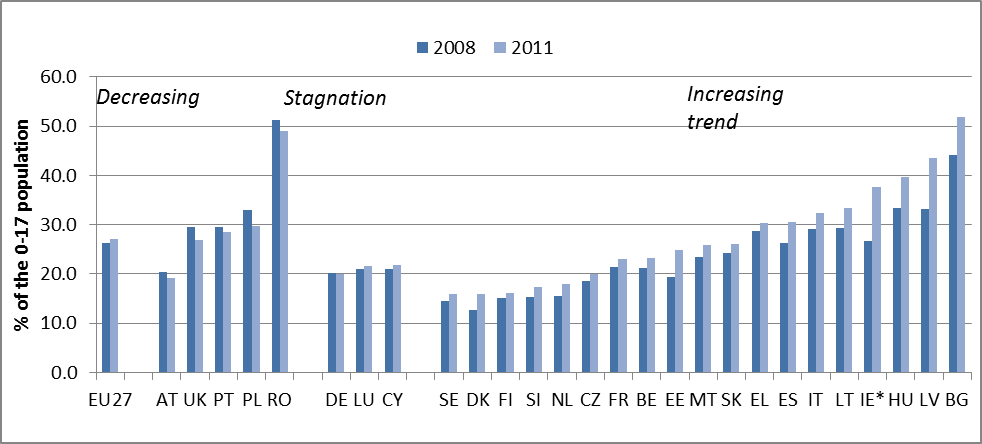 2008 2011
% of the 0-17 population
60.0
50.0
40.0
30.0
20.0
10.0
0.0
Decreasing
Stagnation
Increasing
trend
EU27 AT UK PT PL RO DE LU CY SE DK FI SI NL CZ FR BE EE MT SK EL ES IT LT IE* HU LV BG